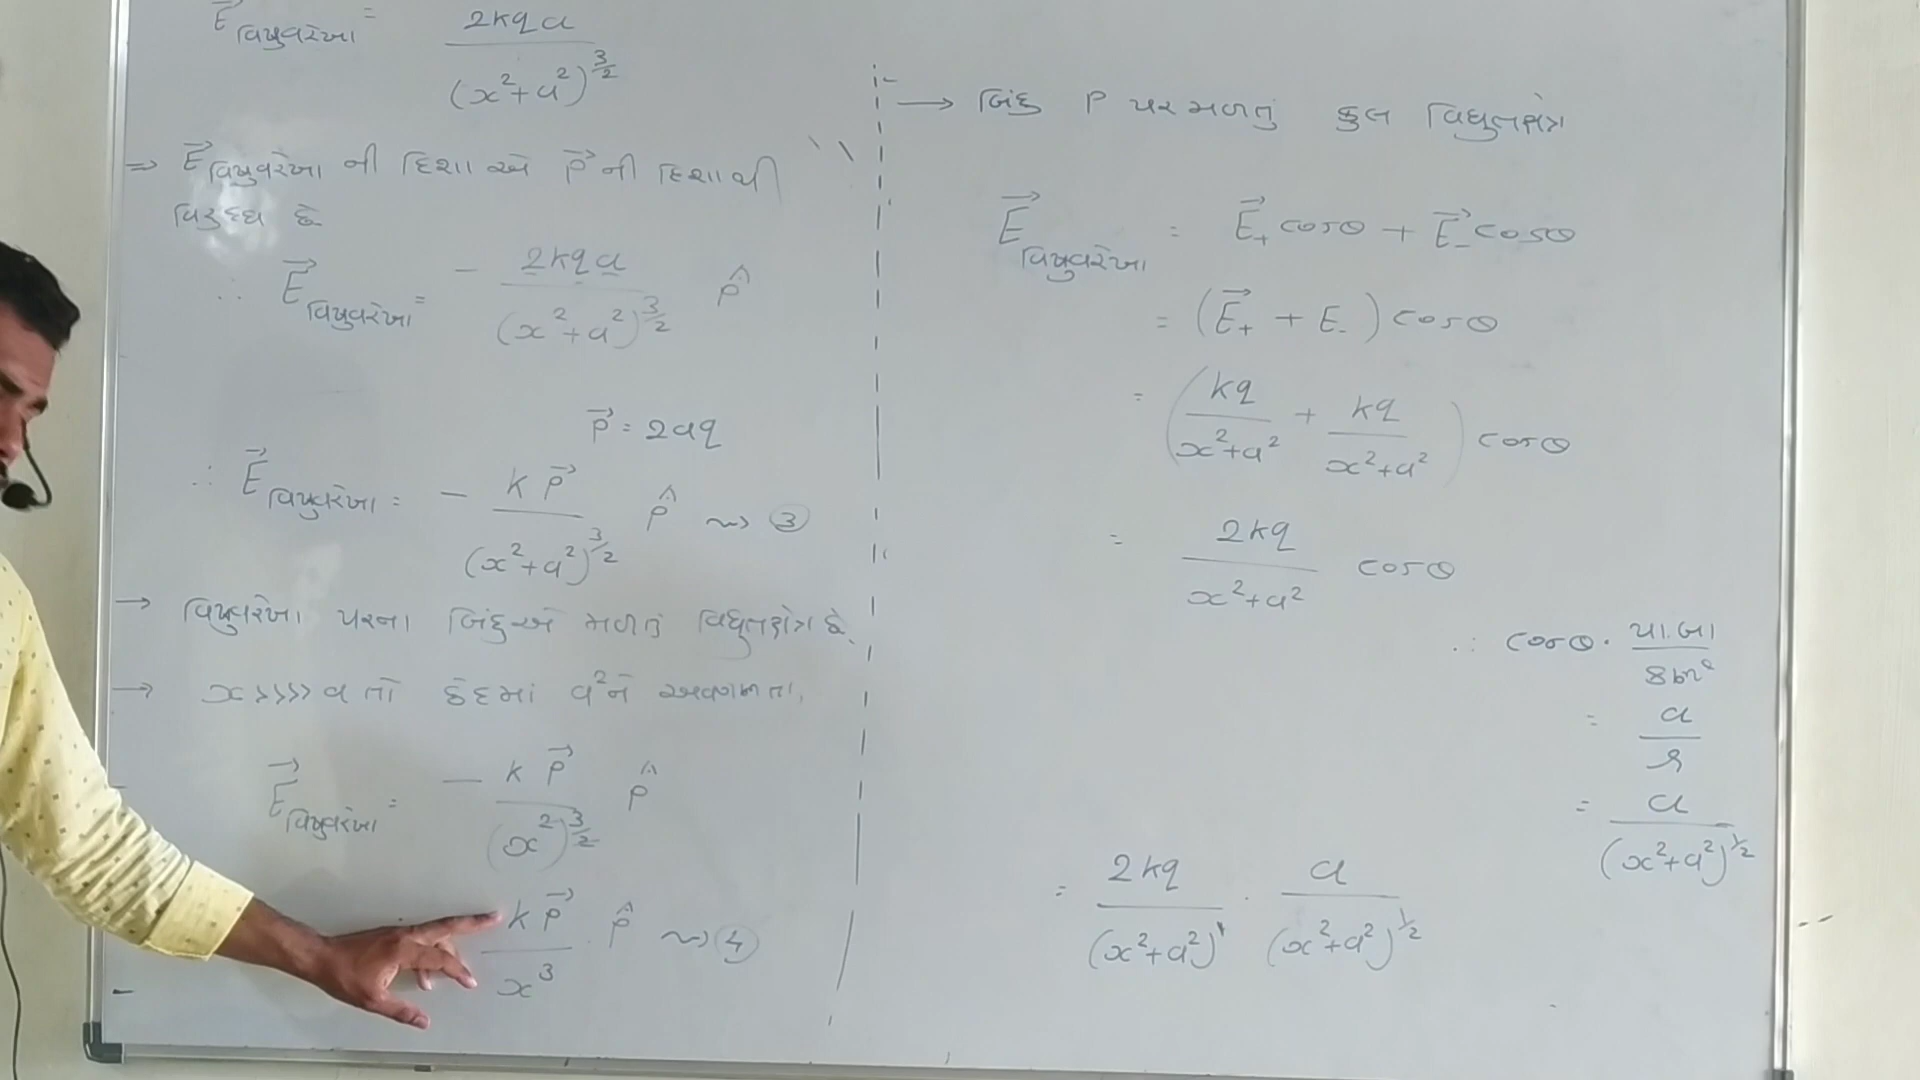 E⃗ વિષુવરેખા = 2kqa / (x²+a²)^3/2
⇒ E⃗ વિષુવરેખા ની દિશા એ P⃗ ની દિશાથી
વિરુદ્ધ છે
∴ E⃗ વિષુવરેખા = − 2kqa / (x²+a²)^3/2 P̂
P⃗ = 2aq
∴ E⃗ વિષુવરેખા = − kP⃗ / (x²+a²)^3/2 P̂ ⇝ ③
→ વિષુવરેખા પરના બિંદુએ મળતું વિદ્યુતક્ષેત્ર છે.
→ x>>>>a તો છેદમાં a² ને અવગણતા,
E⃗ વિષુવરેખા = − kP⃗ / (x²)^3/2 P̂
kP⃗ / x³ · P̂ ⇝ ④
→ બિંદુ P પર મળતું કુલ વિદ્યુતક્ષેત્ર
E⃗ વિષુવરેખા = E⃗₊ cosθ + E⃗₋ cosθ
= (E⃗₊ + E₋) cosθ
= (kq / x²+a² + kq / x²+a²) cosθ
= 2kq / x²+a² cosθ
∴ cosθ · પા.બા / કર્ણ
= a / r
= a / (x²+a²)^1/2
= 2kq / (x²+a²)^1 · a / (x²+a²)^1/2